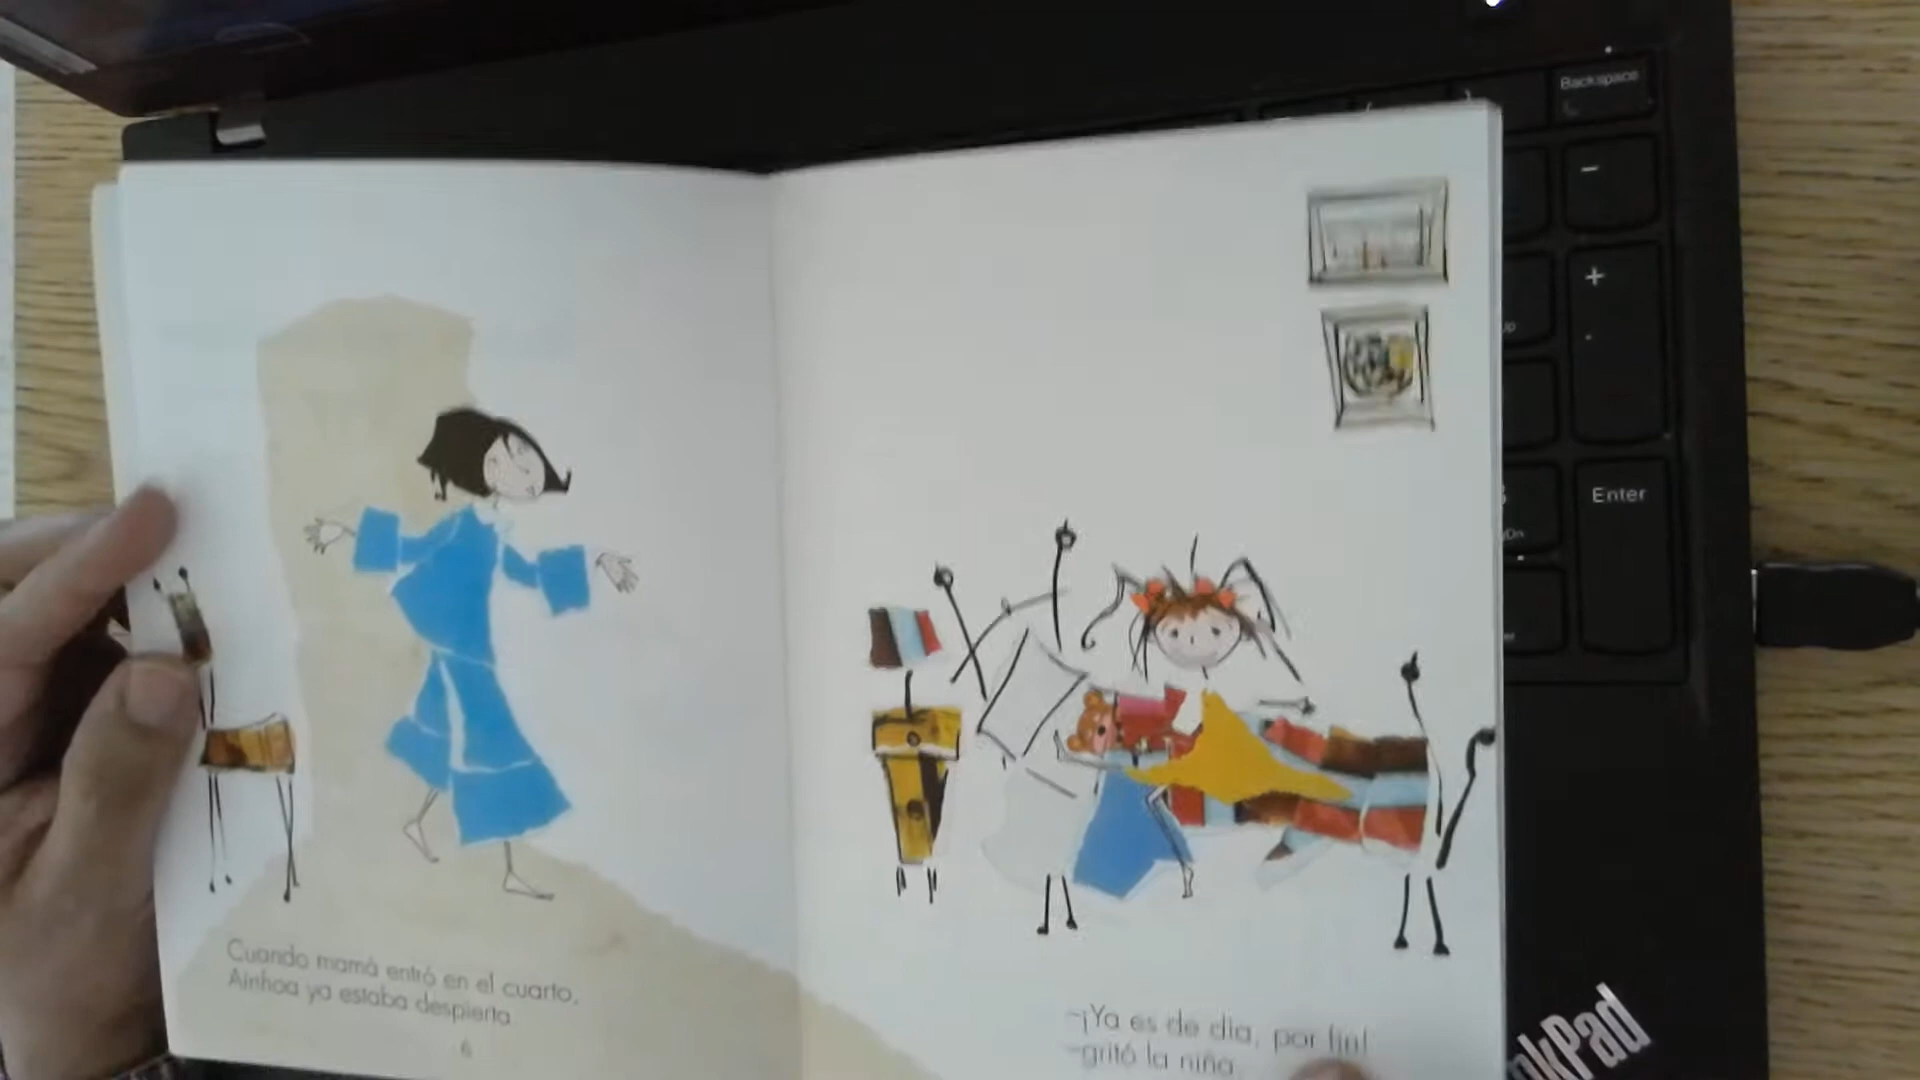 Cuando mamá entró en el cuarto,
Ainhoa ya estaba despierta.
6
-¡Ya es de día, por fin!
-gritó la niña.
Backspace
-
+
Enter
nkPad